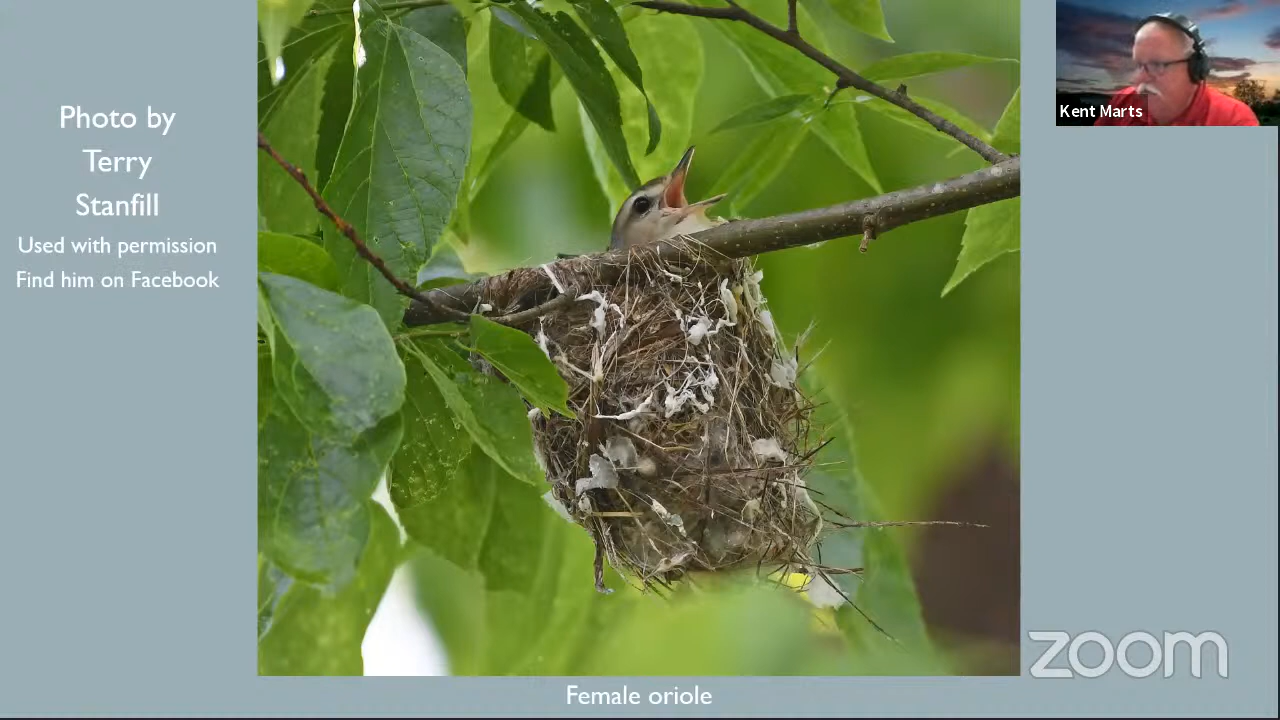 Photo by
Terry
Stanfill
Used with permission
Find him on Facebook
Kent Marts
zoom
Female oriole